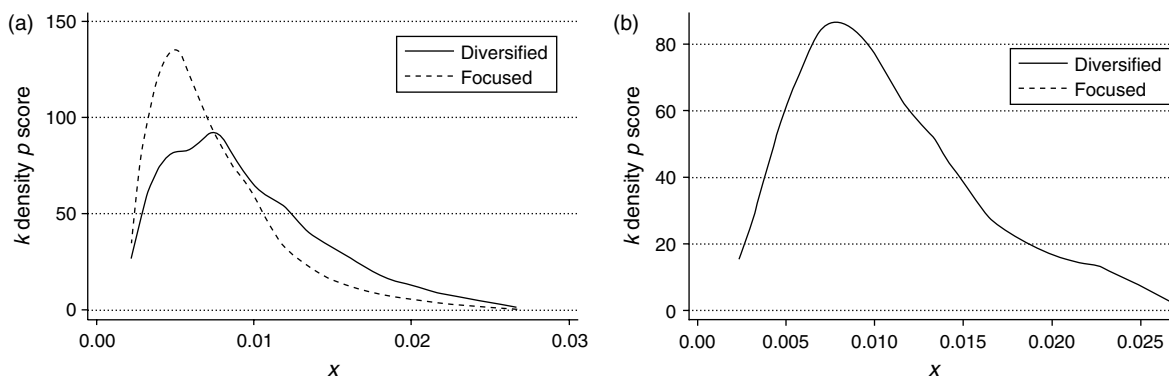 (a)
k density p score
150
100
50
0
0.00 0.01 0.02 0.03
x
Diversified
Focused
(b)
k density p score
80
60
40
20
0
0.000 0.005 0.010 0.015 0.020 0.025
x
Diversified
Focused